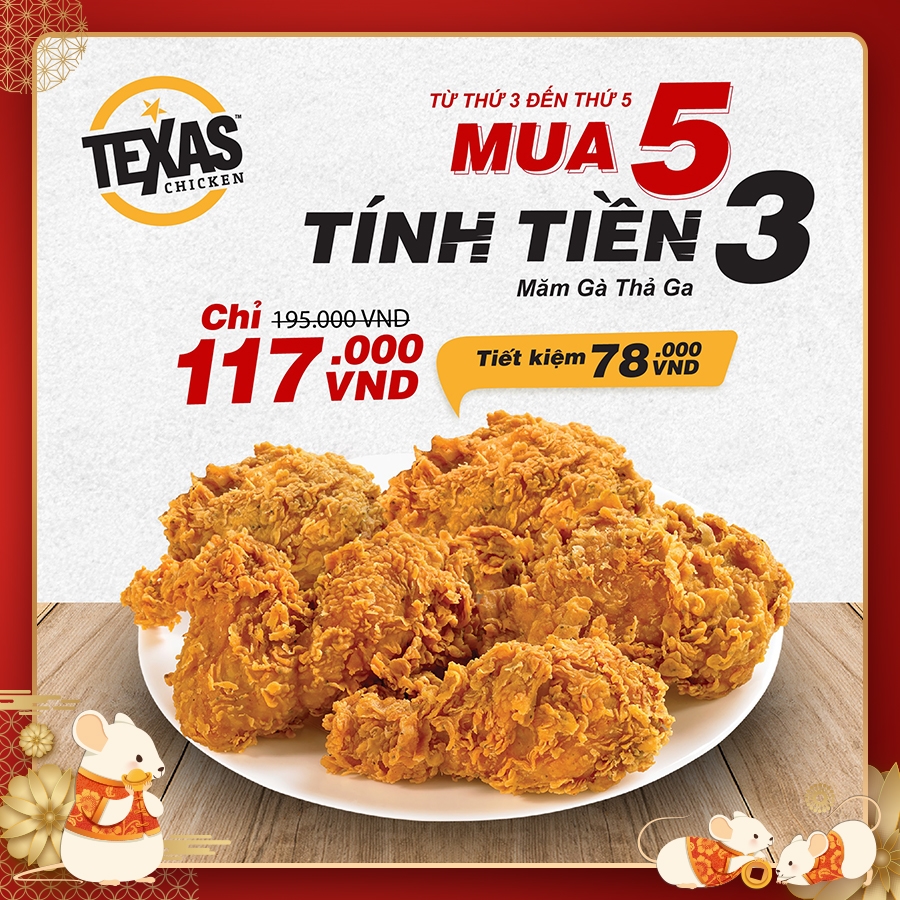 TEXAS™
CHICKEN
TỪ THỨ 3 ĐẾN THỨ 5
MUA 5
TÍNH TIỀN 3
Măm Gà Thả Ga
Chỉ 195.000 VND
117.000 VND
Tiết kiệm 78.000 VND